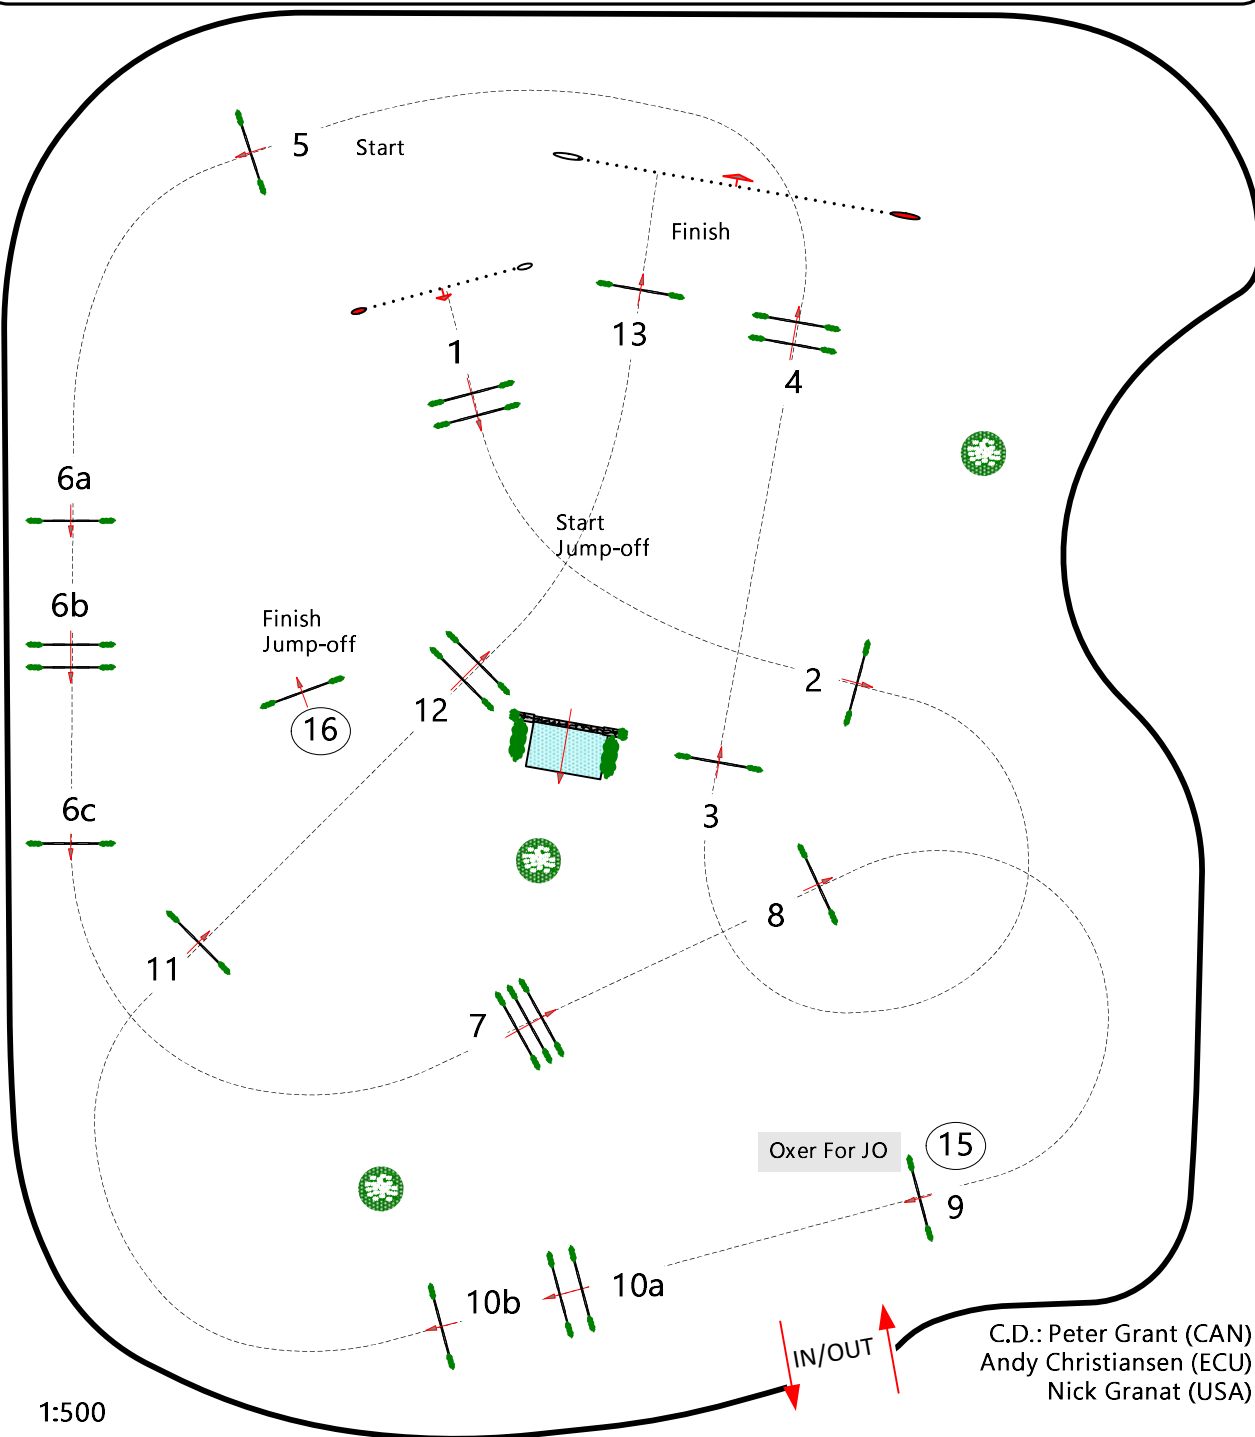 5
Start
Finish
1
13
4
6a
Start
Jump-off
6b
Finish
Jump-off
2
12
16
6c
3
8
11
7
Oxer For JO
15
9
10a
10b
IN/OUT
C.D.: Peter Grant (CAN)
Andy Christiansen (ECU)
Nick Granat (USA)
1:500